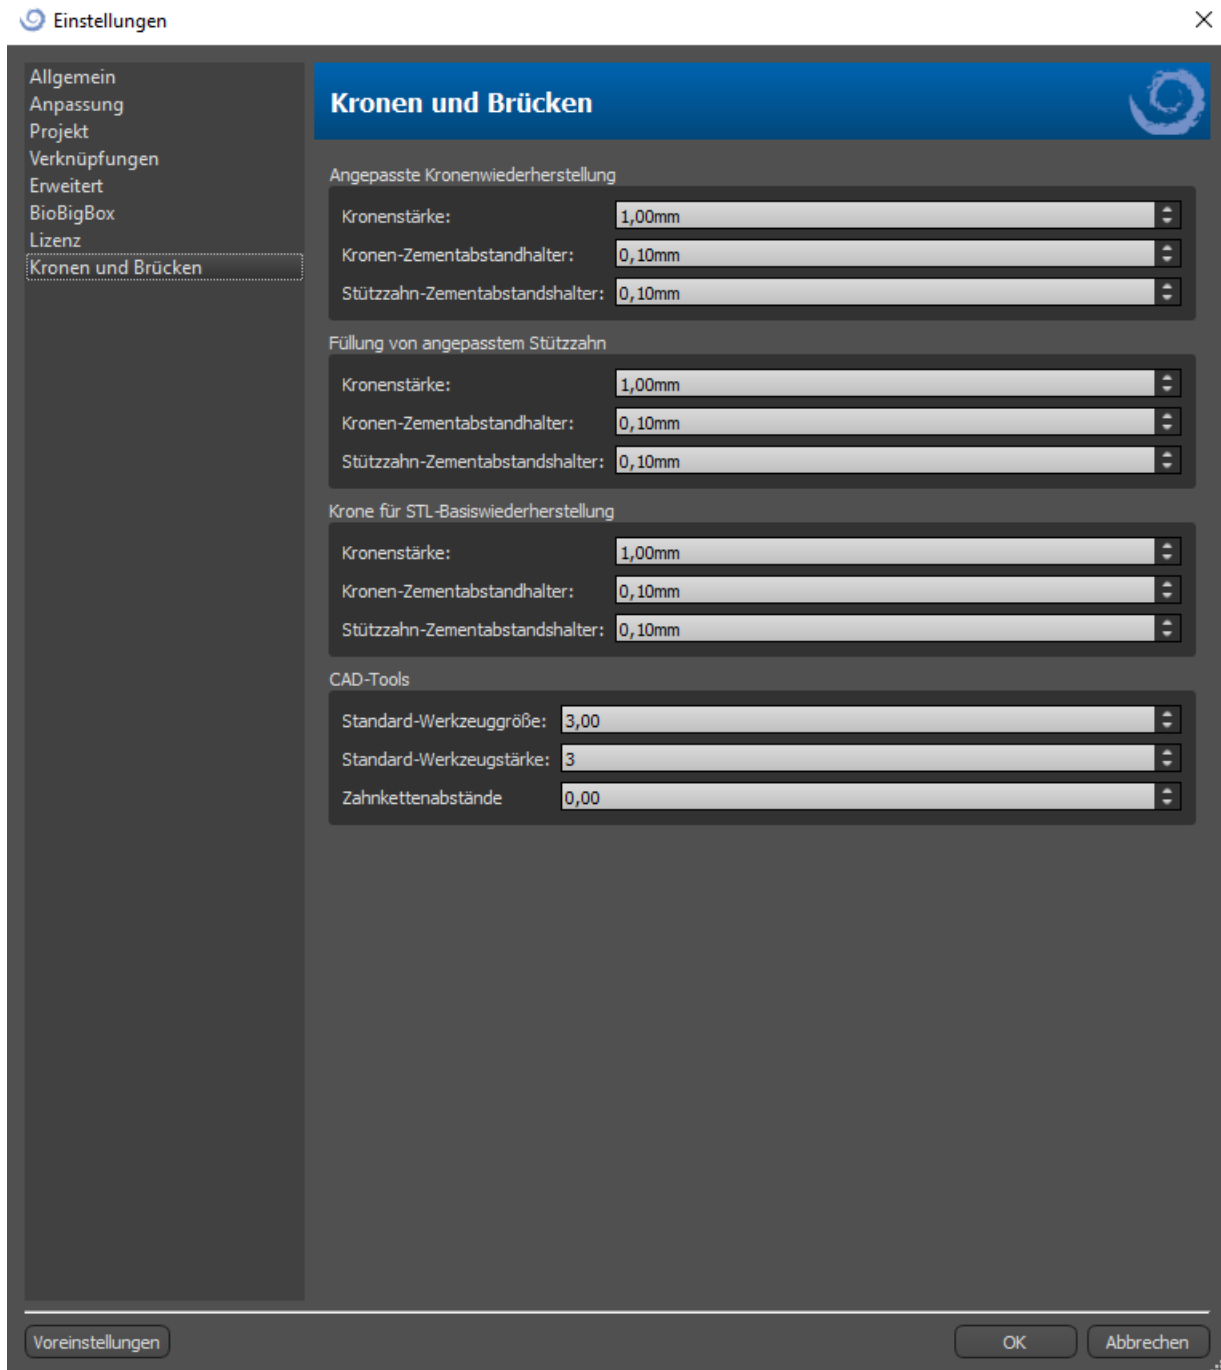 Einstellungen
Allgemein
Anpassung
Projekt
Verknüpfungen
Erweitert
BioBigBox
Lizenz
Kronen und Brücken
Kronen und Brücken
Angepasste Kronenwiederherstellung
Kronenstärke: 1,00mm
Kronen-Zementabstandhalter: 0,10mm
Stützzahn-Zementabstandshalter: 0,10mm
Füllung von angepasstem Stützzahn
Kronenstärke: 1,00mm
Kronen-Zementabstandhalter: 0,10mm
Stützzahn-Zementabstandshalter: 0,10mm
Krone für STL-Basiswiederherstellung
Kronenstärke: 1,00mm
Kronen-Zementabstandhalter: 0,10mm
Stützzahn-Zementabstandshalter: 0,10mm
CAD-Tools
Standard-Werkzeuggröße: 3,00
Standard-Werkzeugstärke: 3
Zahnkettenabstände 0,00
Voreinstellungen OK Abbrechen